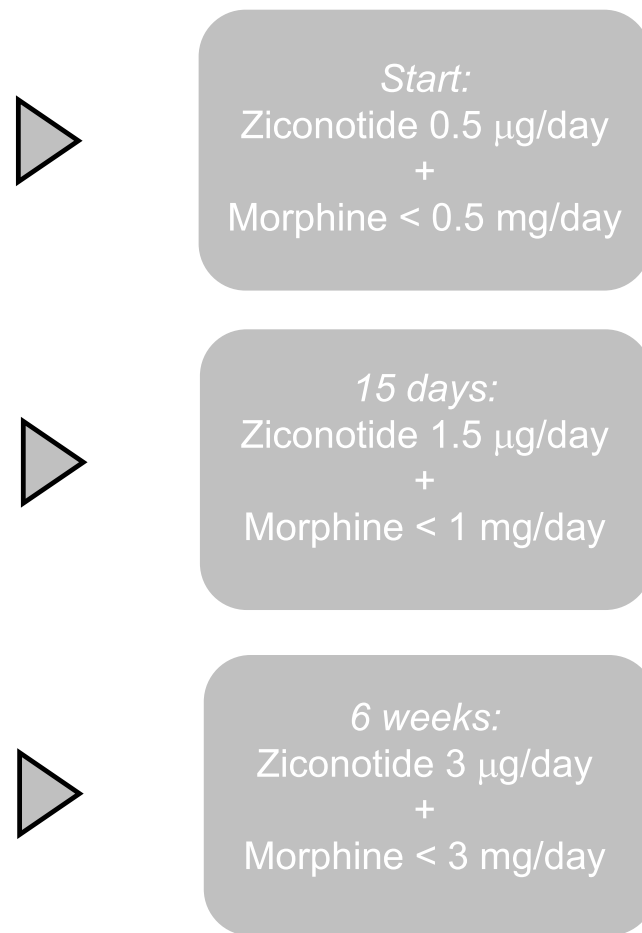 Start:
Ziconotide 0.5 μg/day
+
Morphine < 0.5 mg/day
15 days:
Ziconotide 1.5 μg/day
+
Morphine < 1 mg/day
6 weeks:
Ziconotide 3 μg/day
+
Morphine < 3 mg/day